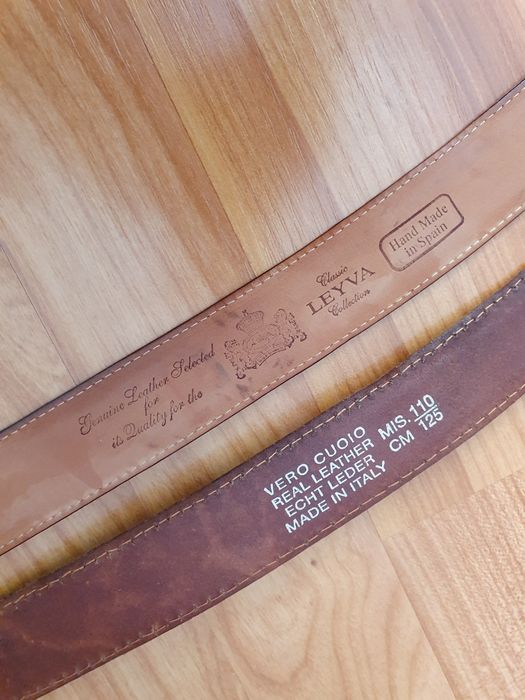 Genuine Leather Selected
for
its Quality for the
Classic
LEYVA
Collection
Hand Made
in Spain
VERO CUOIO
REAL LEATHER
ECHT LEDER
MADE IN ITALY
MIS. 110
CM 125